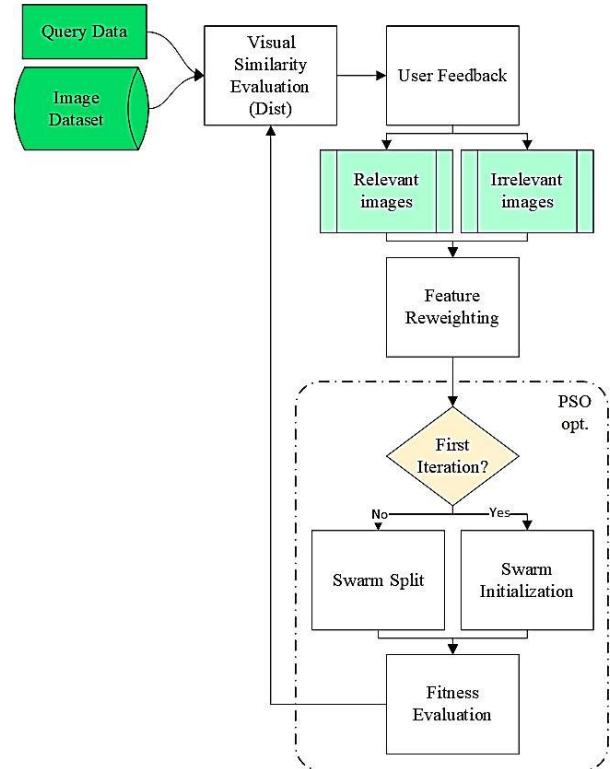 Query Data
Image
Dataset
Visual
Similarity
Evaluation
(Dist)
User Feedback
Relevant
images
Irrelevant
images
Feature
Reweighting
PSO
opt.
First
Iteration?
No
Yes
Swarm Split
Swarm
Initialization
Fitness
Evaluation